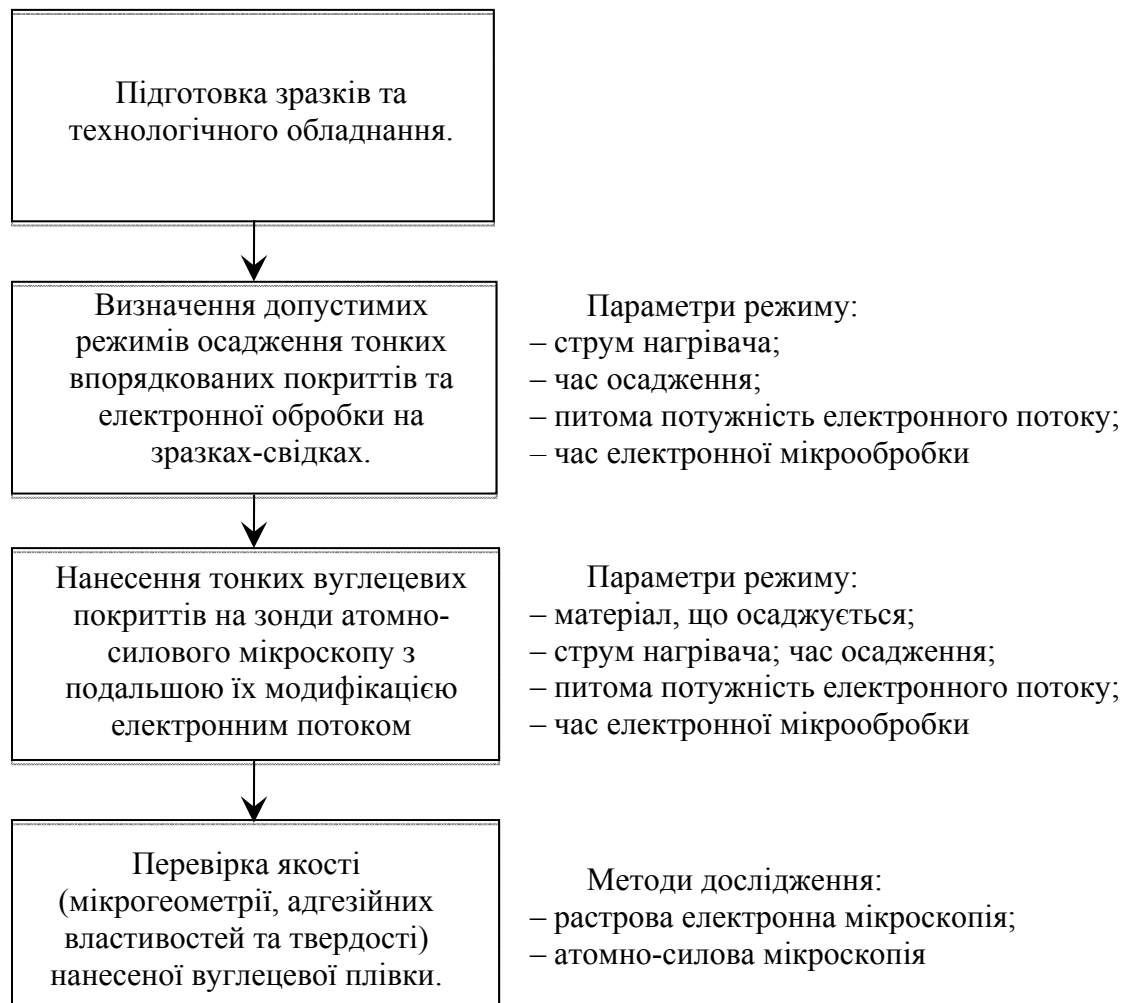 Підготовка зразків та
технологічного обладнання.
Визначення допустимих
режимів осадження тонких
впорядкованих покриттів та
електронної обробки на
зразках-свідках.
Параметри режиму:
– струм нагрівача;
– час осадження;
– питома потужність електронного потоку;
– час електронної мікрообробки
Нанесення тонких вуглецевих
покриттів на зонди атомно-
силового мікроскопу з
подальшою їх модифікацією
електронним потоком
Параметри режиму:
– матеріал, що осаджується;
– струм нагрівача; час осадження;
– питома потужність електронного потоку;
– час електронної мікрообробки
Перевірка якості
(мікрогеометрії, адгезійних
властивостей та твердості)
нанесеної вуглецевої плівки.
Методи дослідження:
– растрова електронна мікроскопія;
– атомно-силова мікроскопія